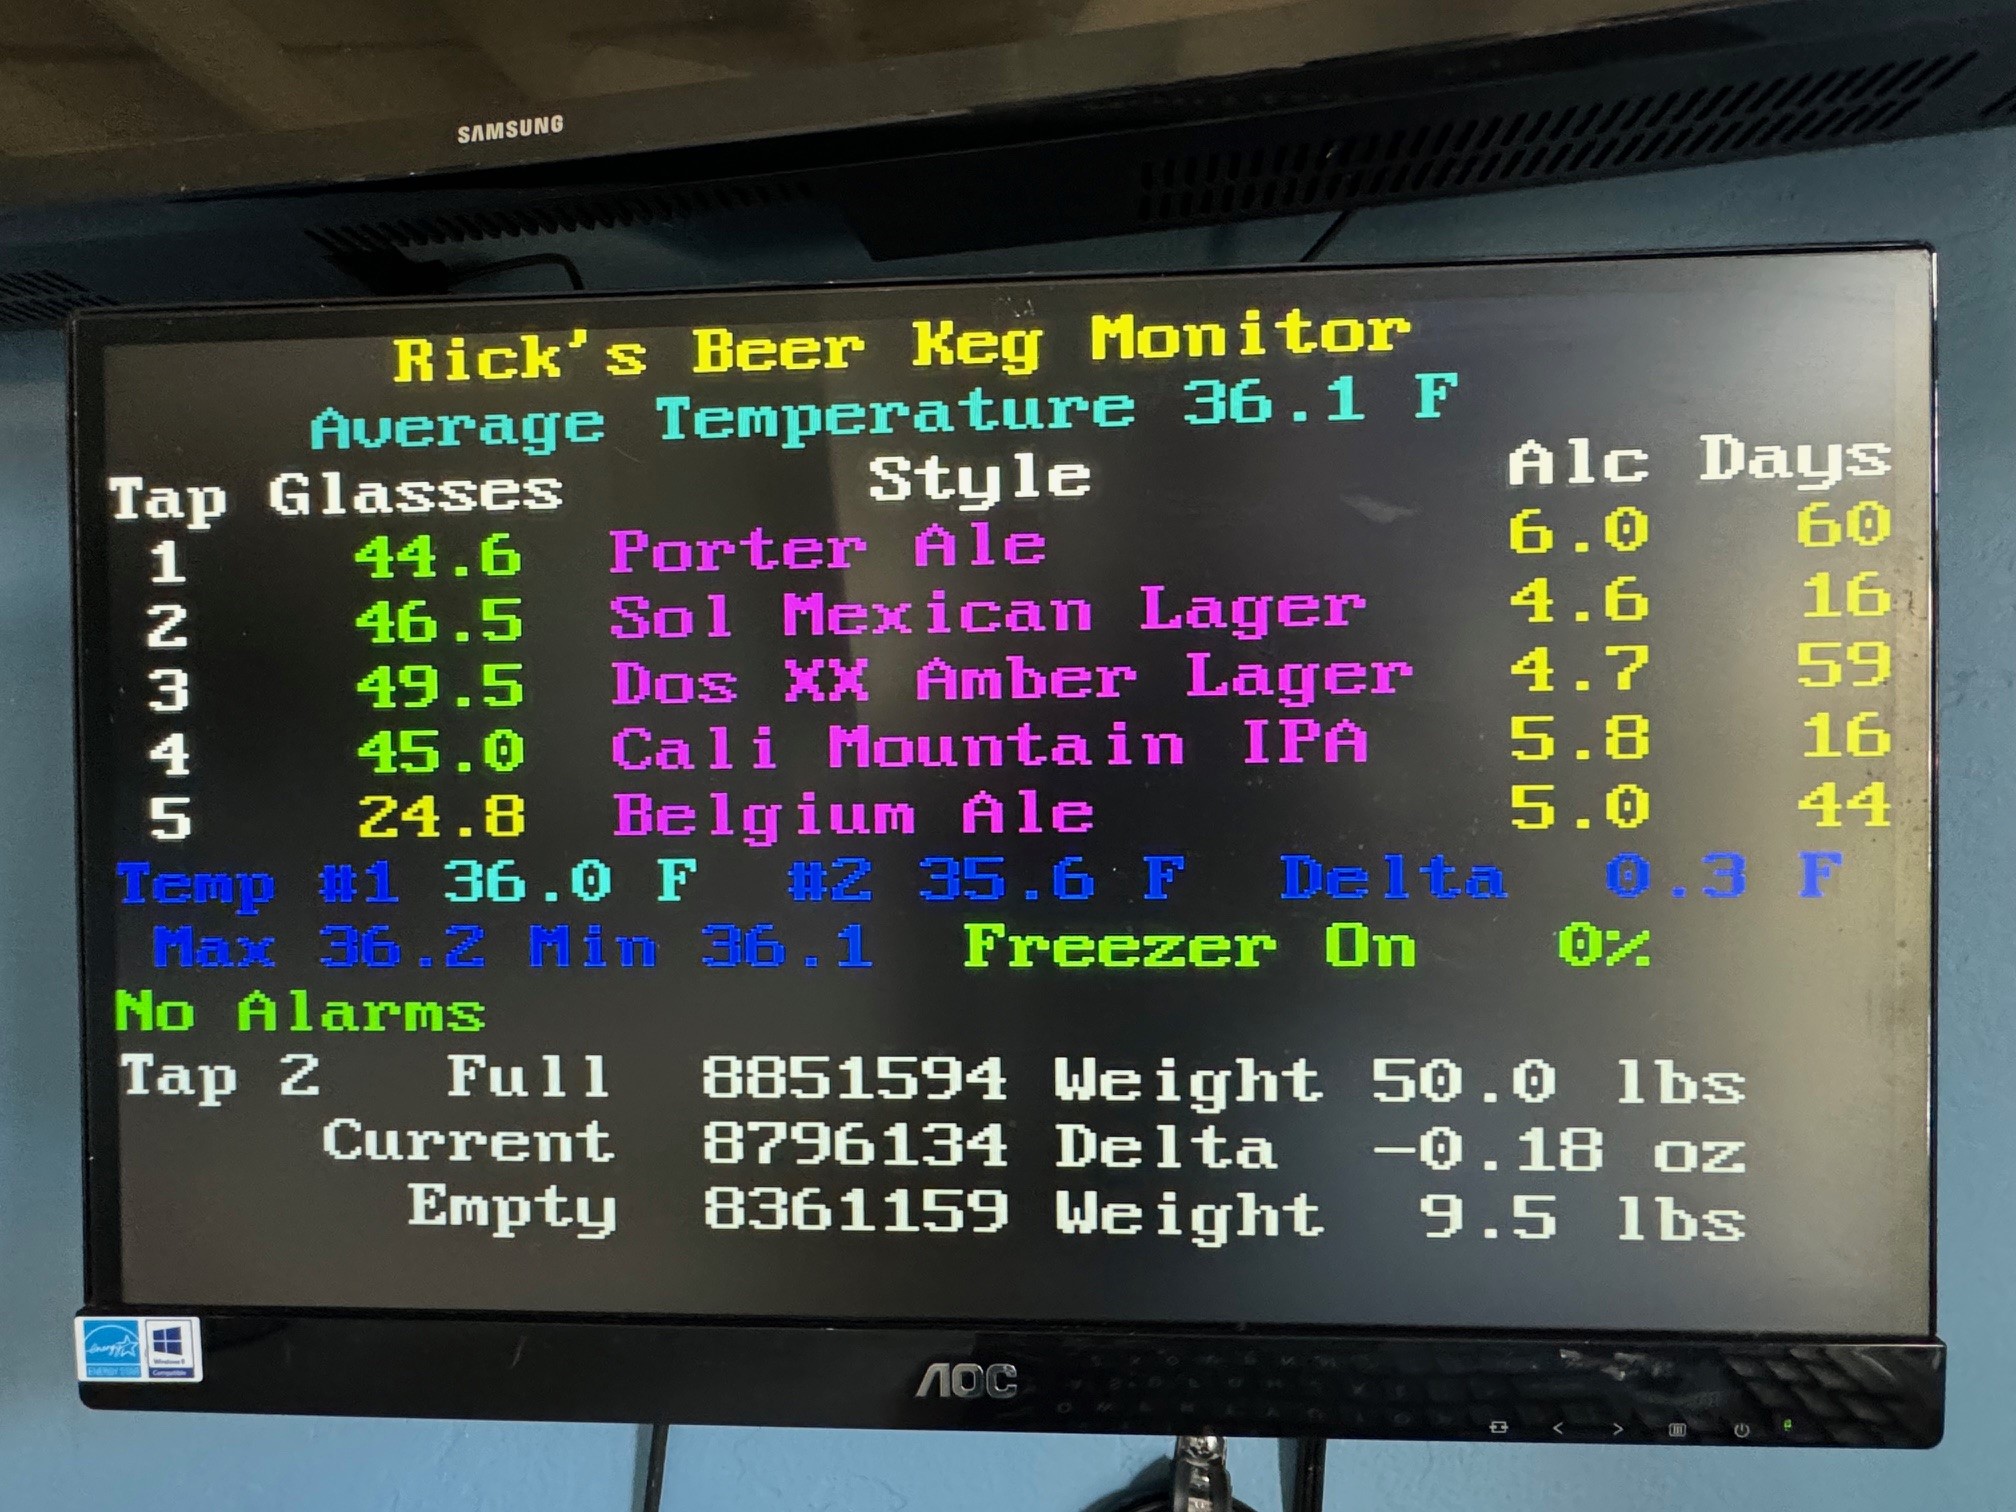 SAMSUNG
Rick's Beer Keg Monitor
Average Temperature 36.1 F
Tap Glasses Style Alc Days
1 44.6 Porter Ale 6.0 60
2 46.5 Sol Mexican Lager 4.6 16
3 49.5 Dos XX Amber Lager 4.7 59
4 45.0 Cali Mountain IPA 5.8 16
5 24.8 Belgium Ale 5.0 44
Temp #1 36.0 F #2 35.6 F Delta 0.3 F
Max 36.2 Min 36.1 Freezer On 0%
No Alarms
Tap 2 Full 8851594 Weight 50.0 lbs
Current 8796134 Delta -0.18 oz
Empty 8361159 Weight 9.5 lbs
energy
ENERGY STAR
Compatible
AOC